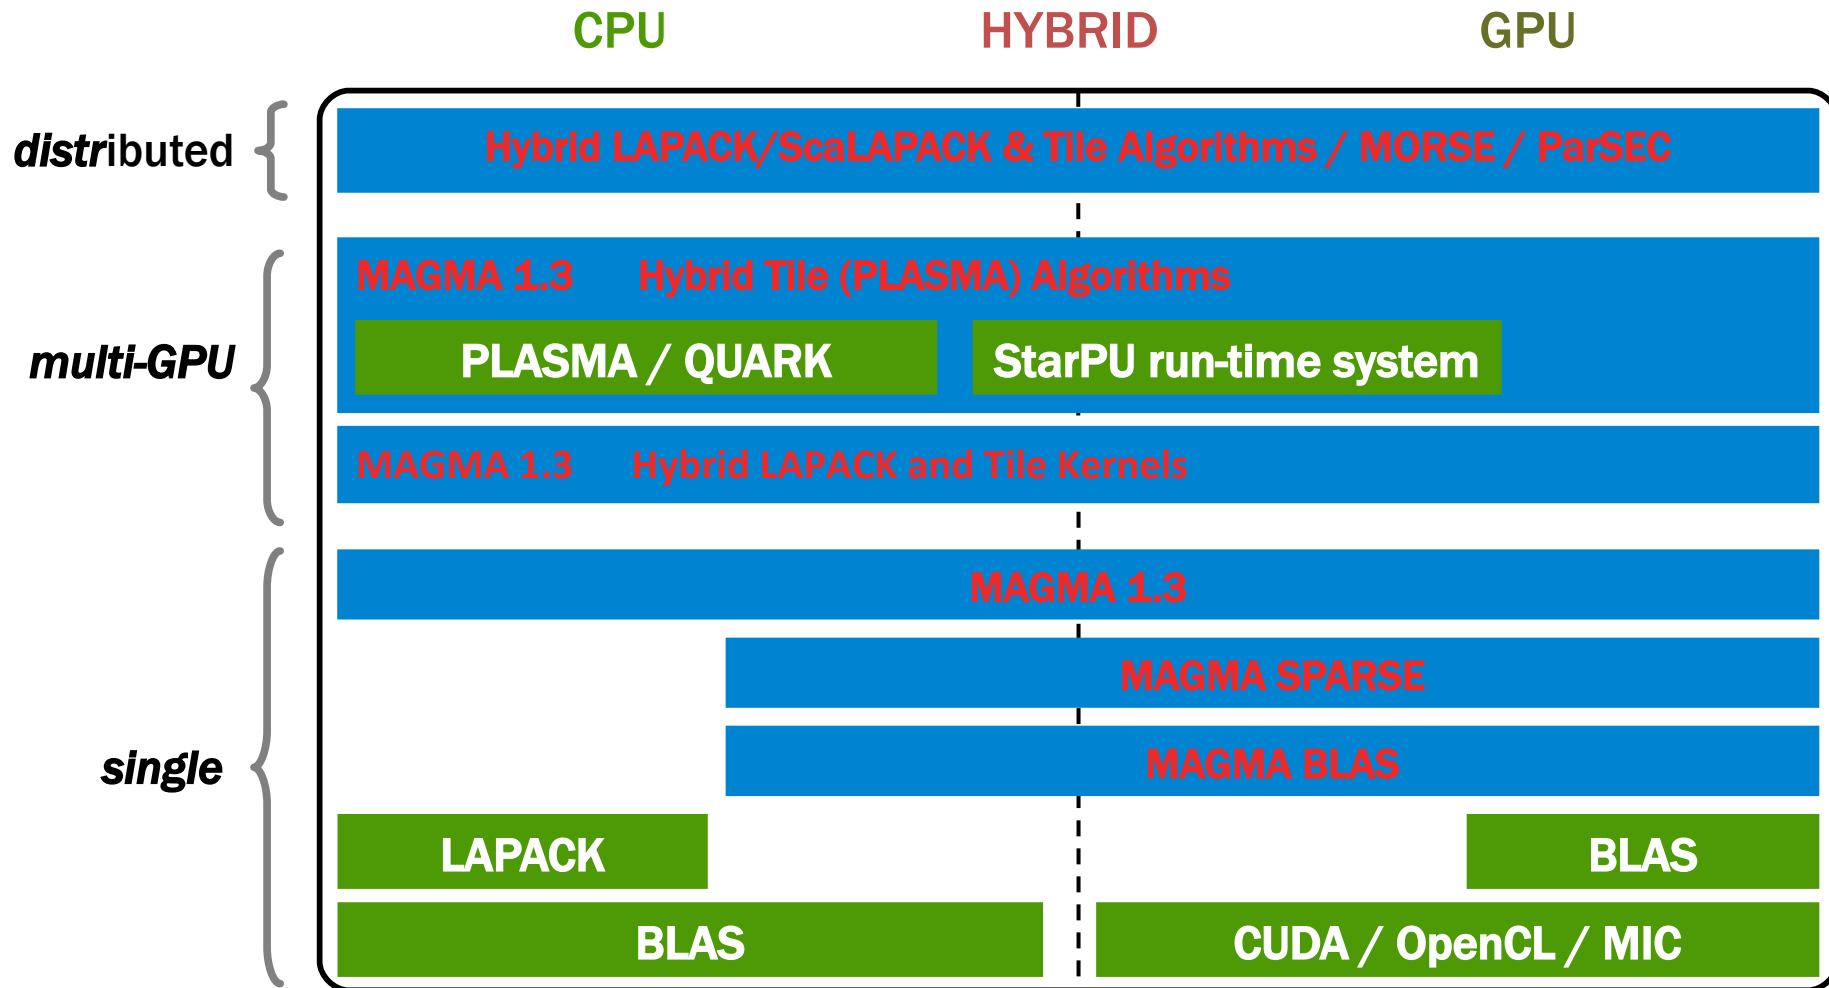 CPU HYBRID GPU
distributed
Hybrid LAPACK/ScaLAPACK & Tile Algorithms / MORSE / ParSEC
multi-GPU
MAGMA 1.3 Hybrid Tile (PLASMA) Algorithms
PLASMA / QUARK
StarPU run-time system
MAGMA 1.3 Hybrid LAPACK and Tile Kernels
single
MAGMA 1.3
MAGMA SPARSE
MAGMA BLAS
LAPACK
BLAS
BLAS
CUDA / OpenCL / MIC